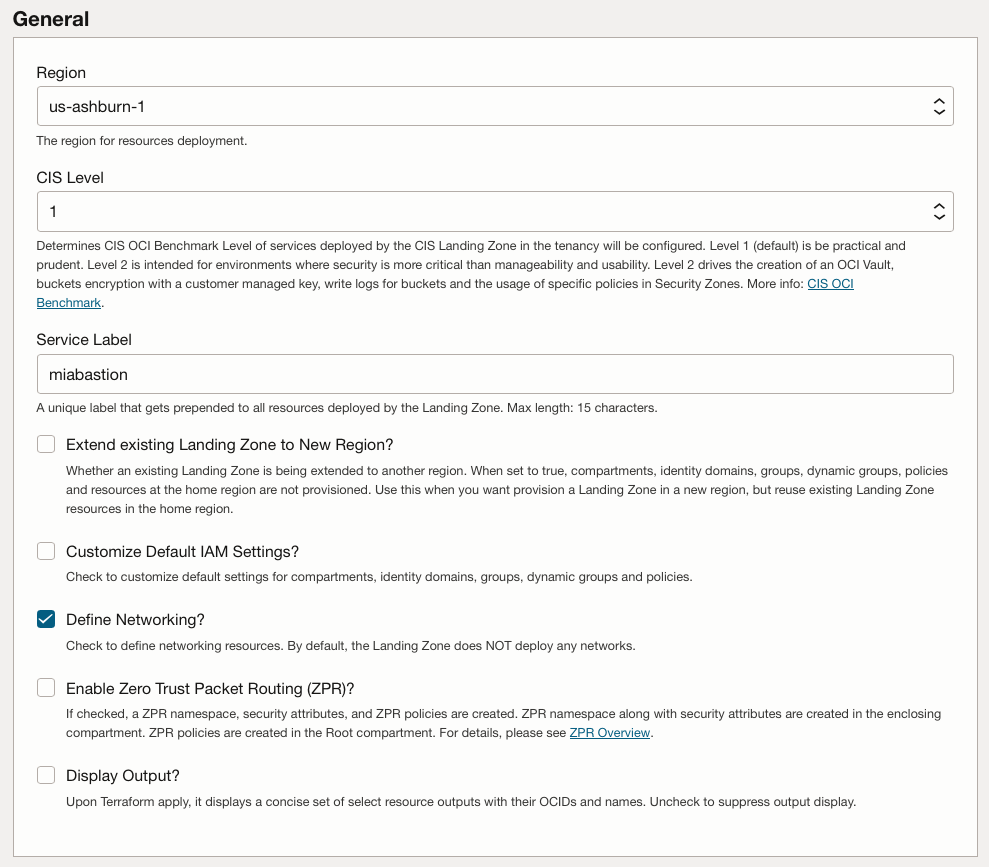 General
Region
us-ashburn-1
The region for resources deployment.
CIS Level
1
Determines CIS OCI Benchmark Level of services deployed by the CIS Landing Zone in the tenancy will be configured. Level 1 (default) is be practical and
prudent. Level 2 is intended for environments where security is more critical than manageability and usability. Level 2 drives the creation of an OCI Vault,
buckets encryption with a customer managed key, write logs for buckets and the usage of specific policies in Security Zones. More info: CIS OCI
Benchmark.
Service Label
miabastion
A unique label that gets prepended to all resources deployed by the Landing Zone. Max length: 15 characters.
Extend existing Landing Zone to New Region?
Whether an existing Landing Zone is being extended to another region. When set to true, compartments, identity domains, groups, dynamic groups, policies
and resources at the home region are not provisioned. Use this when you want provision a Landing Zone in a new region, but reuse existing Landing Zone
resources in the home region.
Customize Default IAM Settings?
Check to customize default settings for compartments, identity domains, groups, dynamic groups and policies.
Define Networking?
Check to define networking resources. By default, the Landing Zone does NOT deploy any networks.
Enable Zero Trust Packet Routing (ZPR)?
If checked, a ZPR namespace, security attributes, and ZPR policies are created. ZPR namespace along with security attributes are created in the enclosing
compartment. ZPR policies are created in the Root compartment. For details, please see ZPR Overview.
Display Output?
Upon Terraform apply, it displays a concise set of select resource outputs with their OCIDs and names. Uncheck to suppress output display.